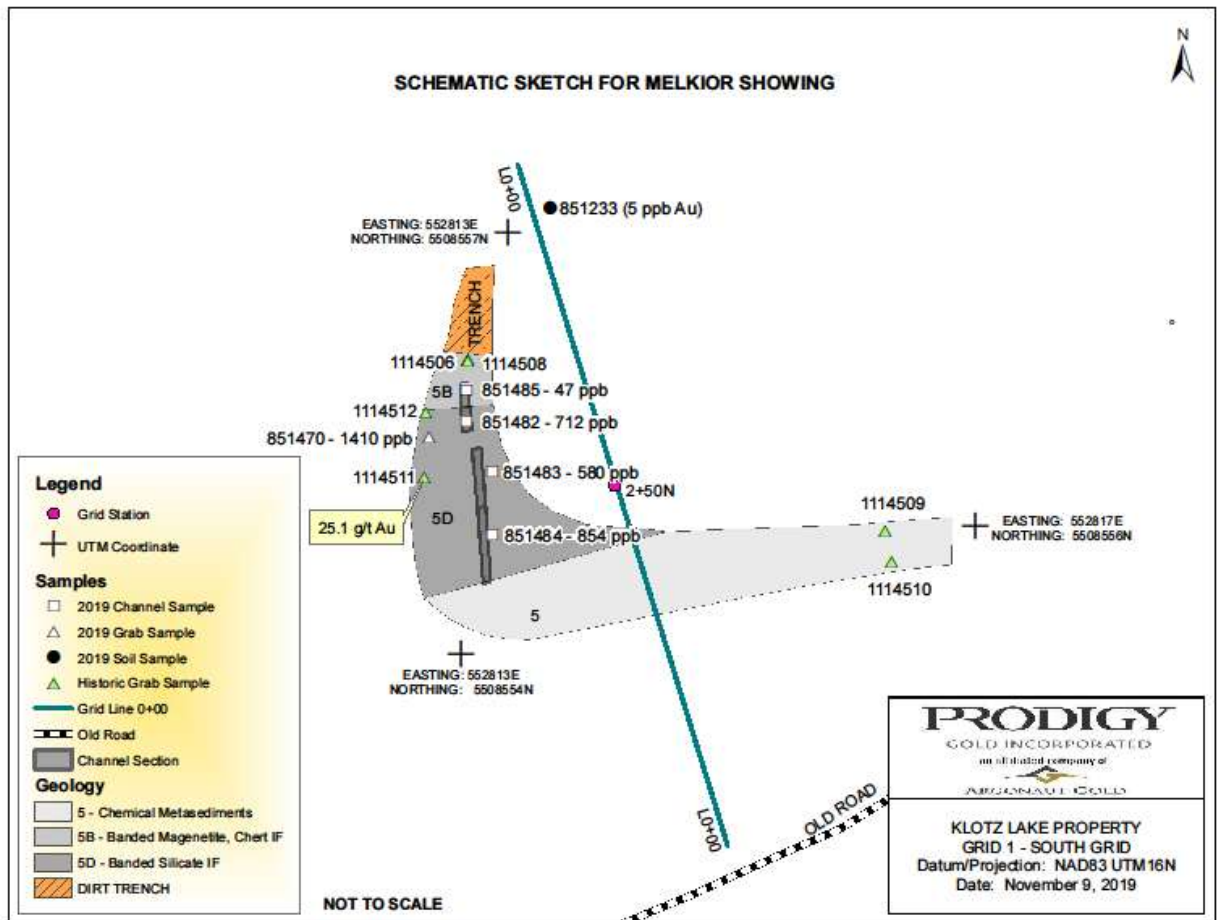 N
SCHEMATIC SKETCH FOR MELKIOR SHOWING
L0+00
851233 (5 ppb Au)
EASTING: 552813E
NORTHING: 5508557N
TRENCH
1114506
1114508
5B
851485 - 47 ppb
1114512
851482 - 712 ppb
851470 - 1410 ppb
851483 - 580 ppb
1114511
2+50N
25.1 g/t Au
5D
851484 - 854 ppb
1114509
EASTING: 552817E
NORTHING: 5508556N
1114510
5
EASTING: 552813E
NORTHING: 5508554N
L0+00
OLD ROAD
Legend
Grid Station
UTM Coordinate
Samples
2019 Channel Sample
2019 Grab Sample
2019 Soil Sample
Historic Grab Sample
Grid Line 0+00
Old Road
Channel Section
Geology
5 - Chemical Metasediments
5B - Banded Magenetite, Chert IF
5D - Banded Silicate IF
DIRT TRENCH
NOT TO SCALE
PRODIGY
GOLD INCORPORATED
an affiliated company of
ARGONAUT GOLD
KLOTZ LAKE PROPERTY
GRID 1 - SOUTH GRID
Datum/Projection: NAD83 UTM16N
Date: November 9, 2019